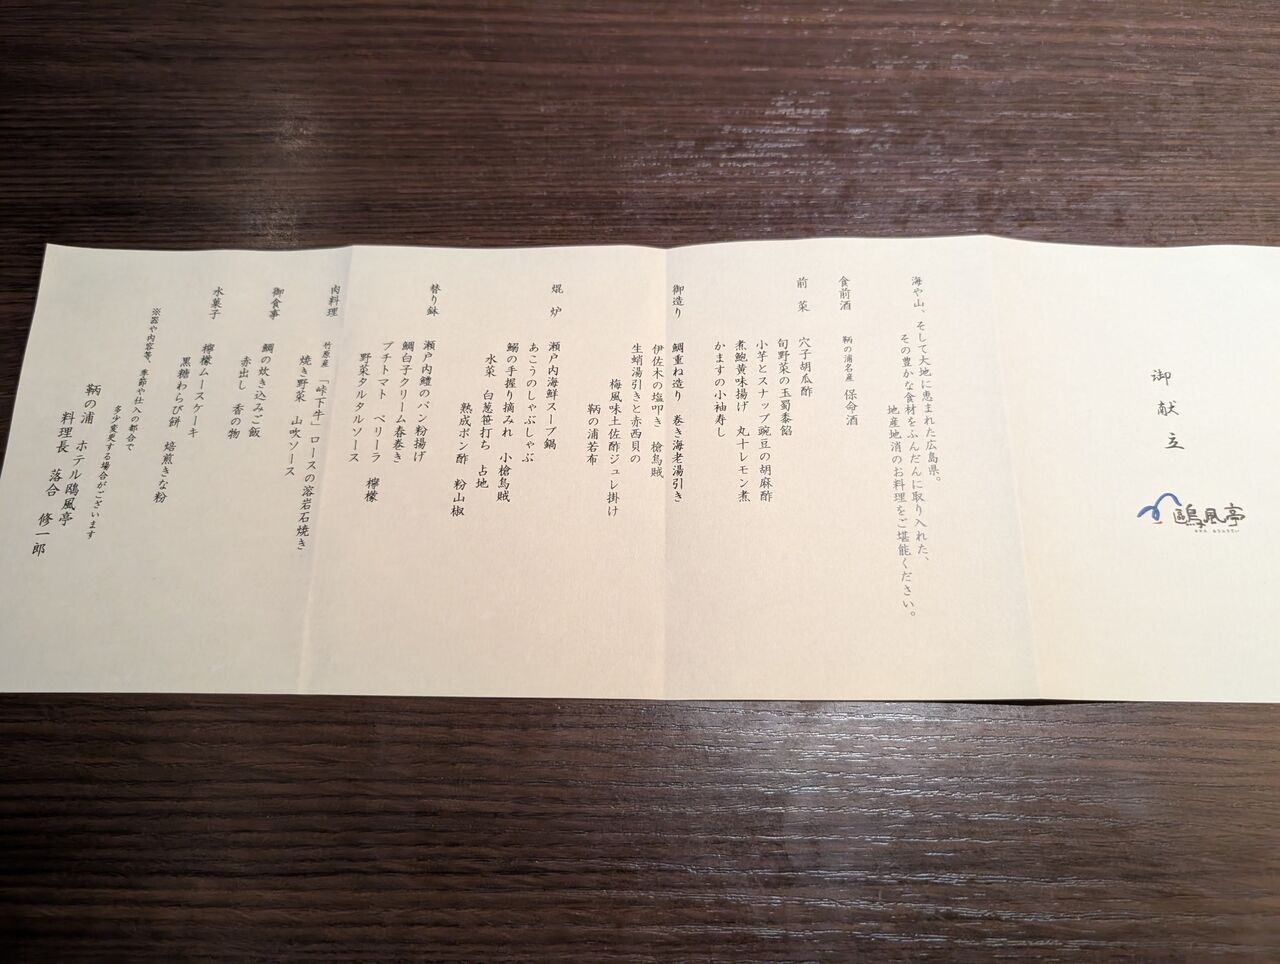 御献立
鷗風亭
海や山、そして大地に恵まれた広島県。
その豊かな食材をふんだんに取り入れた、
地産地消のお料理をご堪能ください。
食前酒　鞆の浦名産　保命酒
前菜　穴子胡瓜酢
旬野菜の玉蜀黍餡
小芋とスナップ豌豆の胡麻酢
煮鮑黄味揚げ　丸十レモン煮
かますの小袖寿し
御造り　鯛重ね造り　巻き海老湯引き
伊佐木の塩叩き　槍烏賊
生蛸湯引きと赤西貝の
梅風味土佐酢ジュレ掛け
鞆の浦若布
焜炉　瀬戸内海鮮スープ鍋
あこうのしゃぶしゃぶ
鰯の手握り摘みれ　小槍烏賊
水菜　白葱笹打ち　占地
熟成ポン酢　粉山椒
替り鉢　瀬戸内鱧のパン粉揚げ
鯛白子クリーム春巻き
プチトマト　ベリーラ　檸檬
野菜タルタルソース
肉料理　竹原産　「峠下牛」ロースの溶岩石焼き
焼き野菜　山吹ソース
御食事　鯛の炊き込みご飯
赤出し　香の物
水菓子　檸檬ムースケーキ
黒糖わらび餅　焙煎きな粉
※器や内容等、季節や仕入の都合で
多少変更する場合がございます
鞆の浦　ホテル鷗風亭
料理長　落合　修一郎